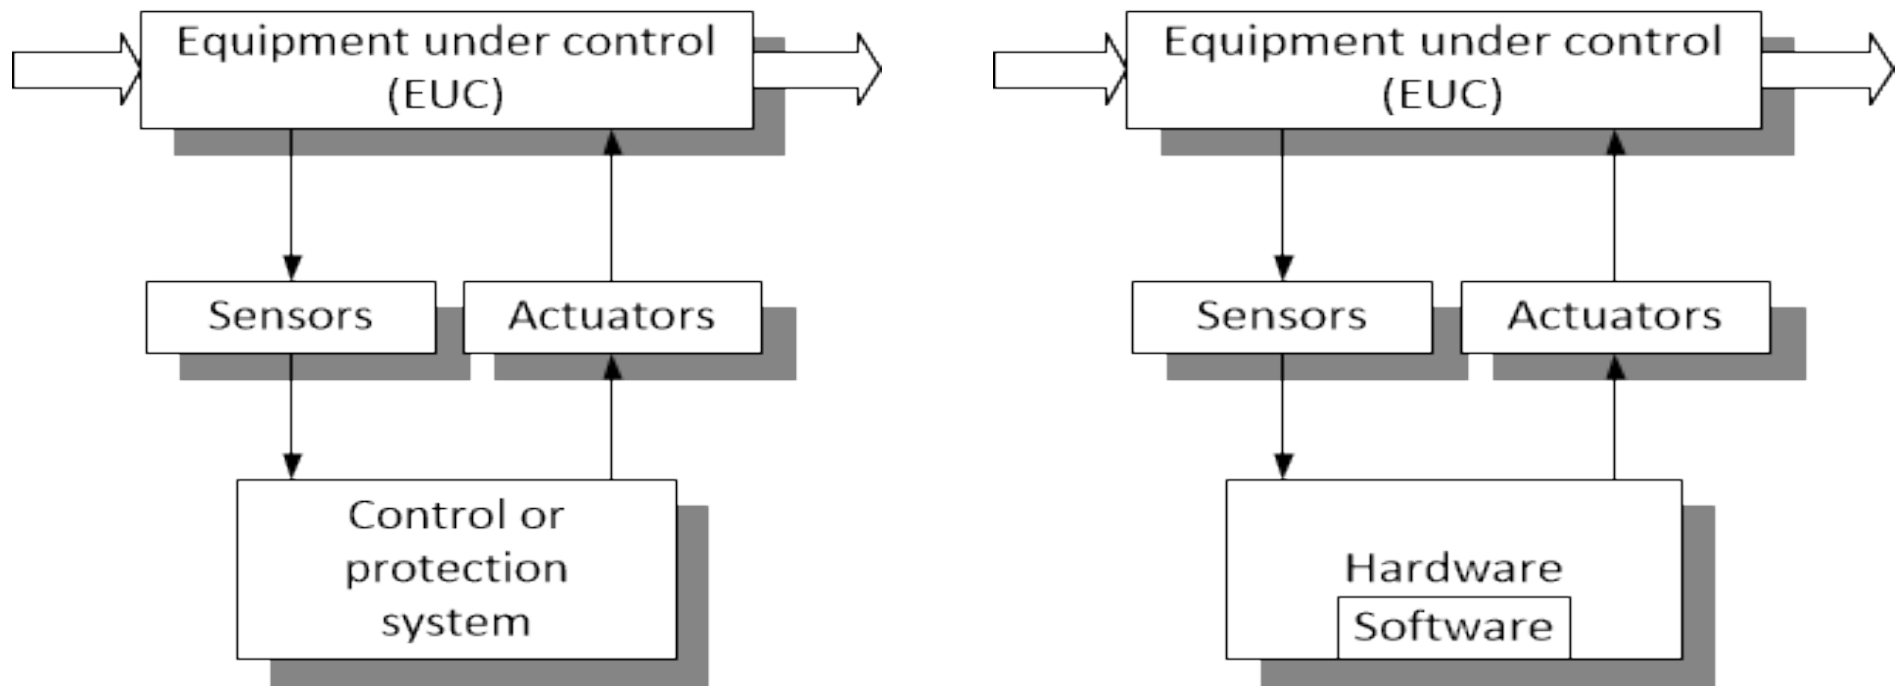 Equipment under control
(EUC)
Sensors
Actuators
Control or
protection
system
Equipment under control
(EUC)
Sensors
Actuators
Hardware
Software